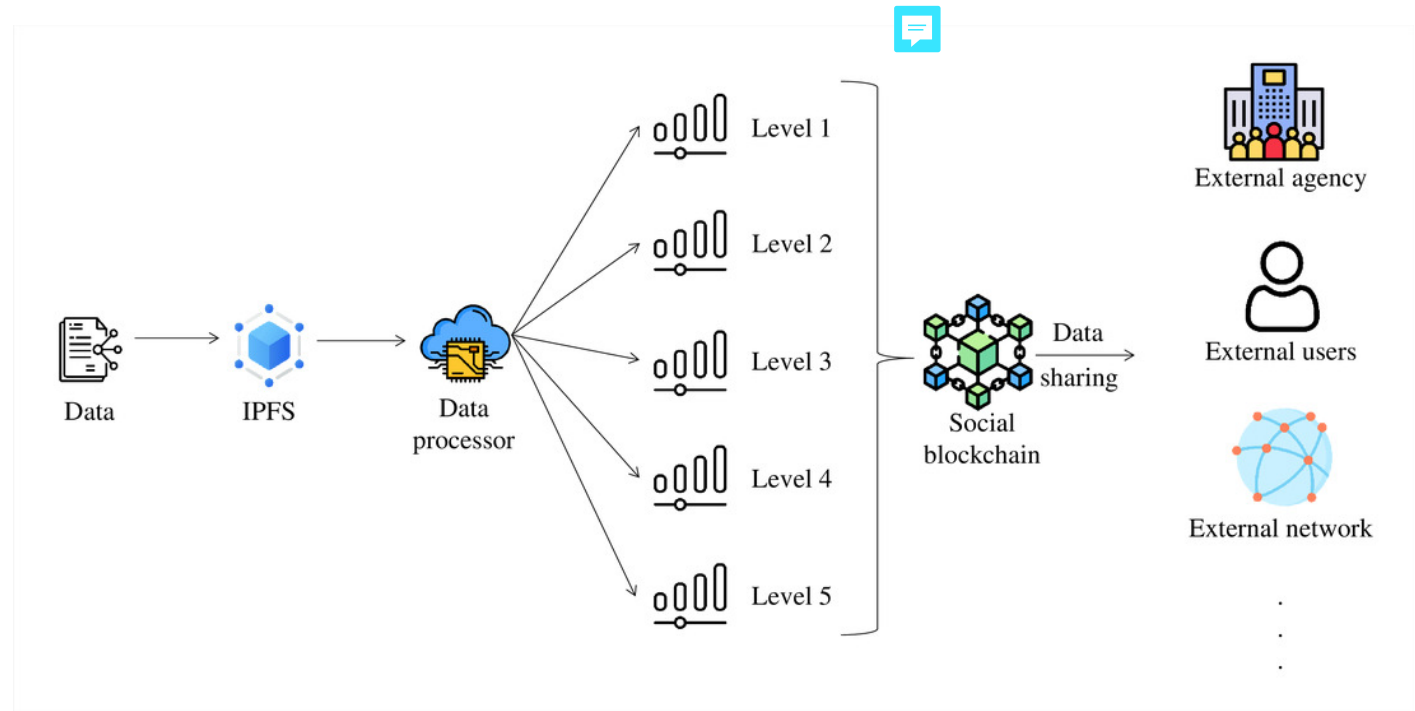 Data
IPFS
Data
processor
Level 1
Level 2
Level 3
Level 4
Level 5
Social
blockchain
Data
sharing
External agency
External users
External network
.
.
.